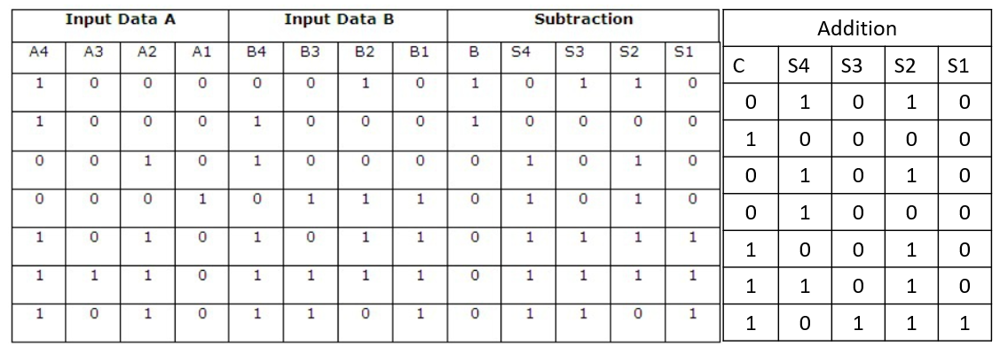 Input Data A Input Data B Subtraction Addition
A4 A3 A2 A1 B4 B3 B2 B1 B S4 S3 S2 S1 C S4 S3 S2 S1
1 0 0 0 0 0 1 0 1 0 1 1 0 0 1 0 1 0
1 0 0 0 1 0 0 0 1 0 0 0 0 1 0 0 0 0
0 0 1 0 1 0 0 0 0 1 0 1 0 0 1 0 1 0
0 0 0 1 0 1 1 1 0 1 0 1 0 0 1 0 0 0
1 0 1 0 1 0 1 1 0 1 1 1 1 1 0 0 1 0
1 1 1 0 1 1 1 1 0 1 1 1 1 1 1 0 1 0
1 0 1 0 1 1 0 1 0 1 1 0 1 1 0 1 1 1